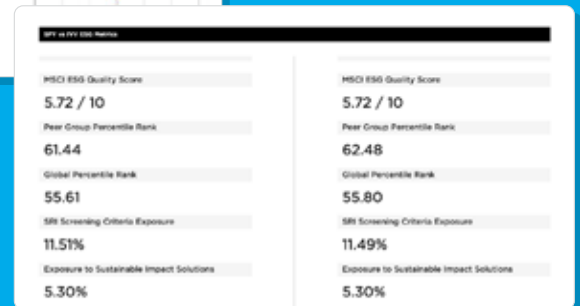 SPY vs IVV ESG Metrics
MSCI ESG Quality Score
5.72 / 10
Peer Group Percentile Rank
61.44
Global Percentile Rank
55.61
SRI Screening Criteria Exposure
11.51%
Exposure to Sustainable Impact Solutions
5.30%
MSCI ESG Quality Score
5.72 / 10
Peer Group Percentile Rank
62.48
Global Percentile Rank
55.80
SRI Screening Criteria Exposure
11.49%
Exposure to Sustainable Impact Solutions
5.30%